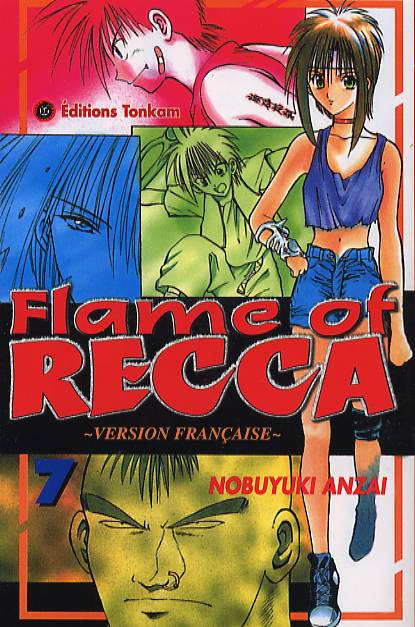 Éditions Tonkam
Flame of
RECCA
~VERSION FRANÇAISE~
7
NOBUYUKI ANZAI